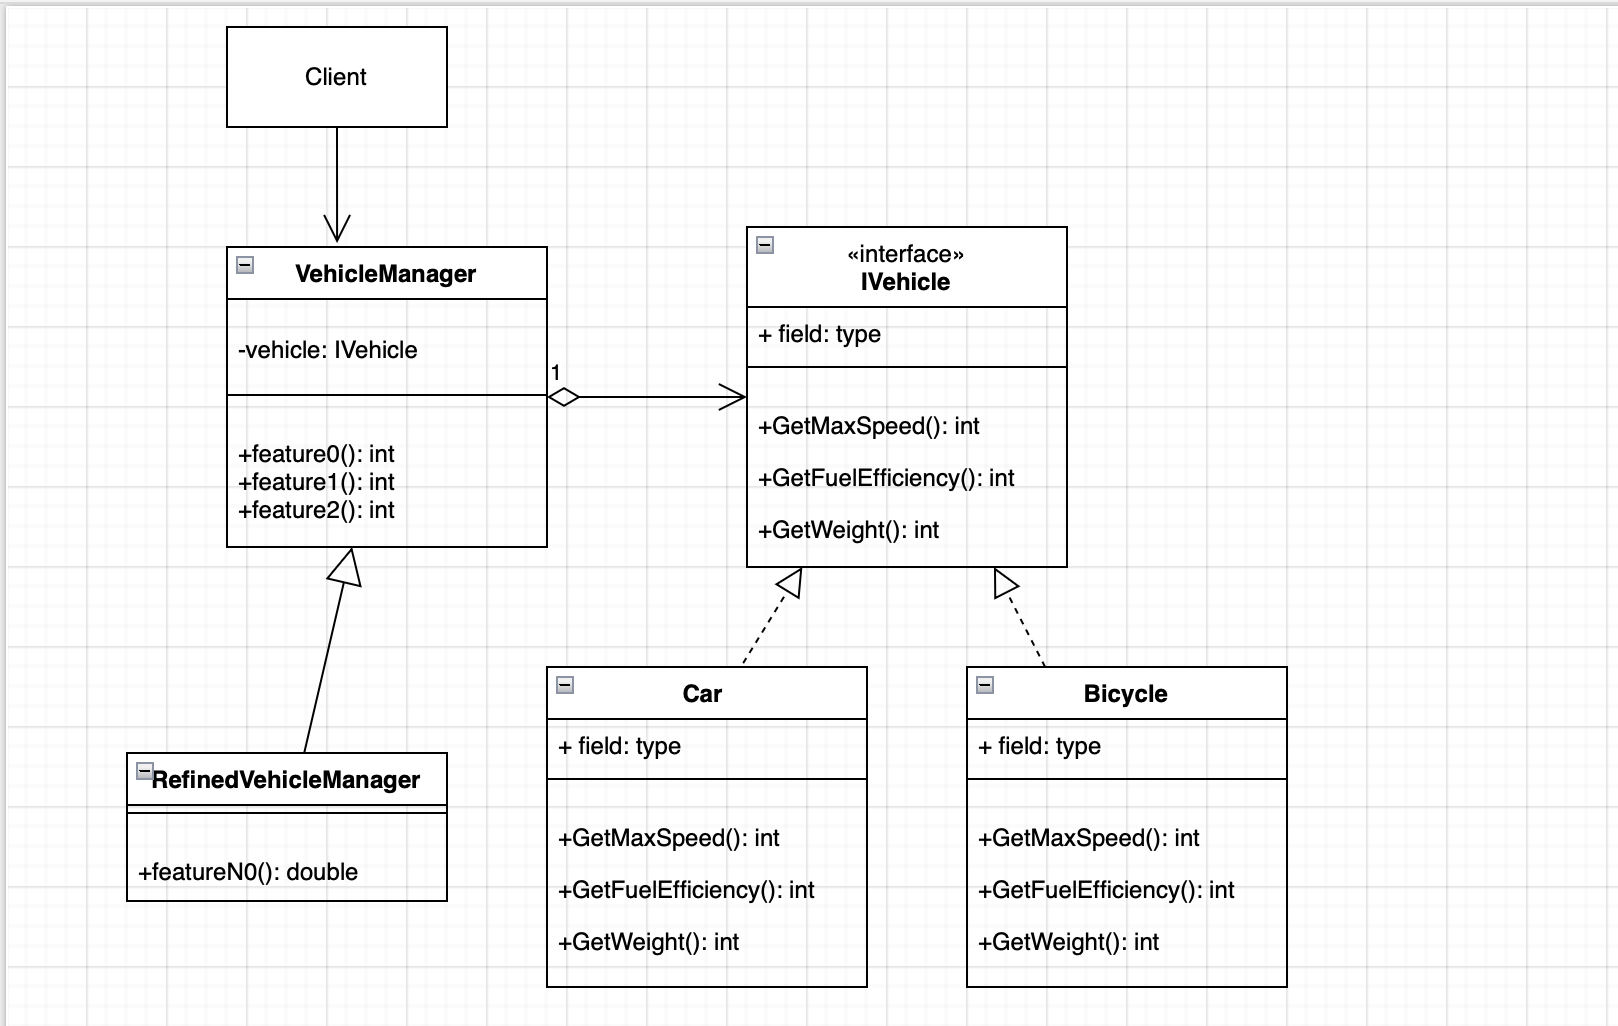 Client
VehicleManager
-vehicle: IVehicle
+feature0(): int
+feature1(): int
+feature2(): int
1
«interface»
IVehicle
+ field: type
+GetMaxSpeed(): int
+GetFuelEfficiency(): int
+GetWeight(): int
RefinedVehicleManager
+featureN0(): double
Car
+ field: type
+GetMaxSpeed(): int
+GetFuelEfficiency(): int
+GetWeight(): int
Bicycle
+ field: type
+GetMaxSpeed(): int
+GetFuelEfficiency(): int
+GetWeight(): int